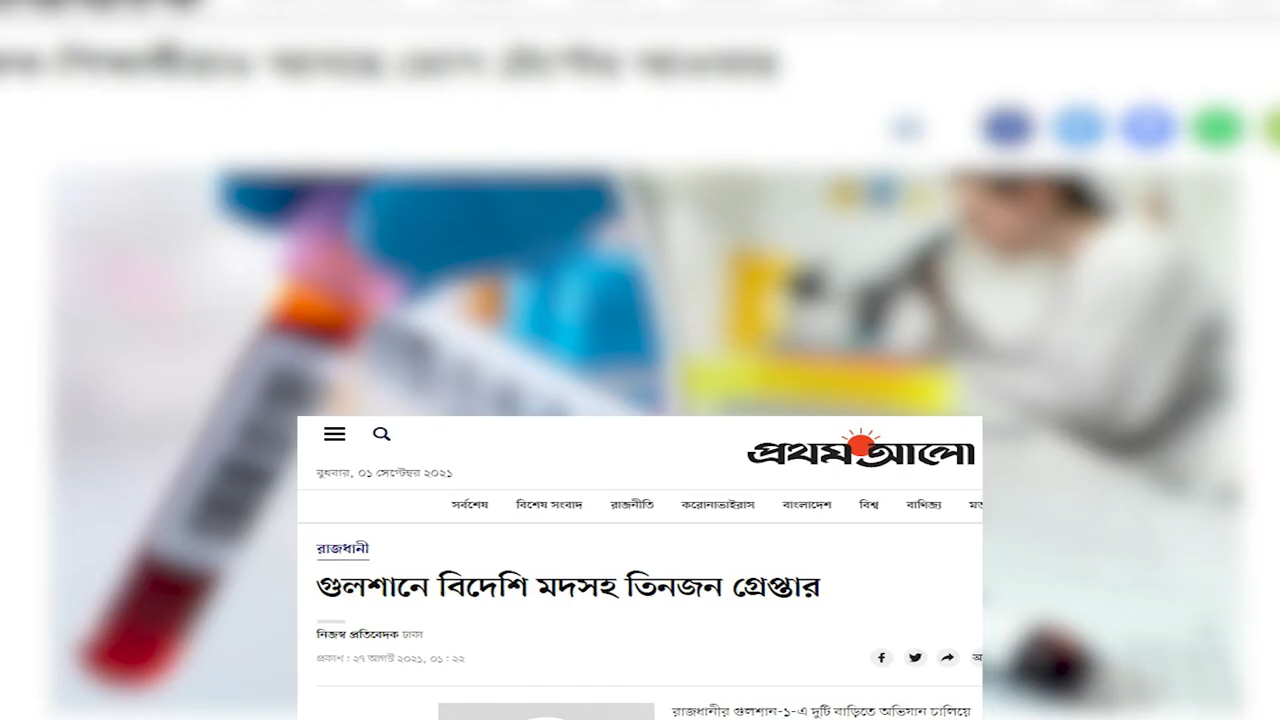 প্রথম আলো
বুধবার, ০১ সেপ্টেম্বর ২০২১
সর্বশেষ বিশেষ সংবাদ রাজনীতি করোনাভাইরাস বাংলাদেশ বিশ্ব বাণিজ্য
রাজধানী
গুলশানে বিদেশি মদসহ তিনজন গ্রেপ্তার
নিজস্ব প্রতিবেদক ঢাকা
প্রকাশ : ২৭ আগস্ট ২০২১, ০১ : ২২
রাজধানীর গুলশান-১-এ দুটি বাড়িতে অভিযান চালিয়ে